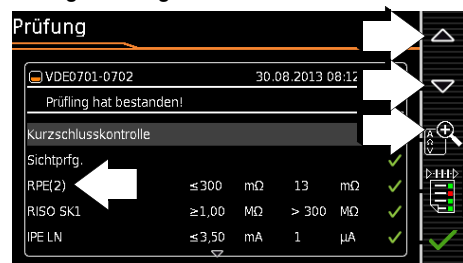 Prüfung
VDE0701-0702 30.08.2013 08:12
Prüfling hat bestanden!
Kurzschlusskontrolle
Sichtprfg.
RPE(2) ≤300 mΩ 13 mΩ
RISO SK1 ≥1,00 MΩ > 300 MΩ
IPE LN ≤3,50 mA 1 µA